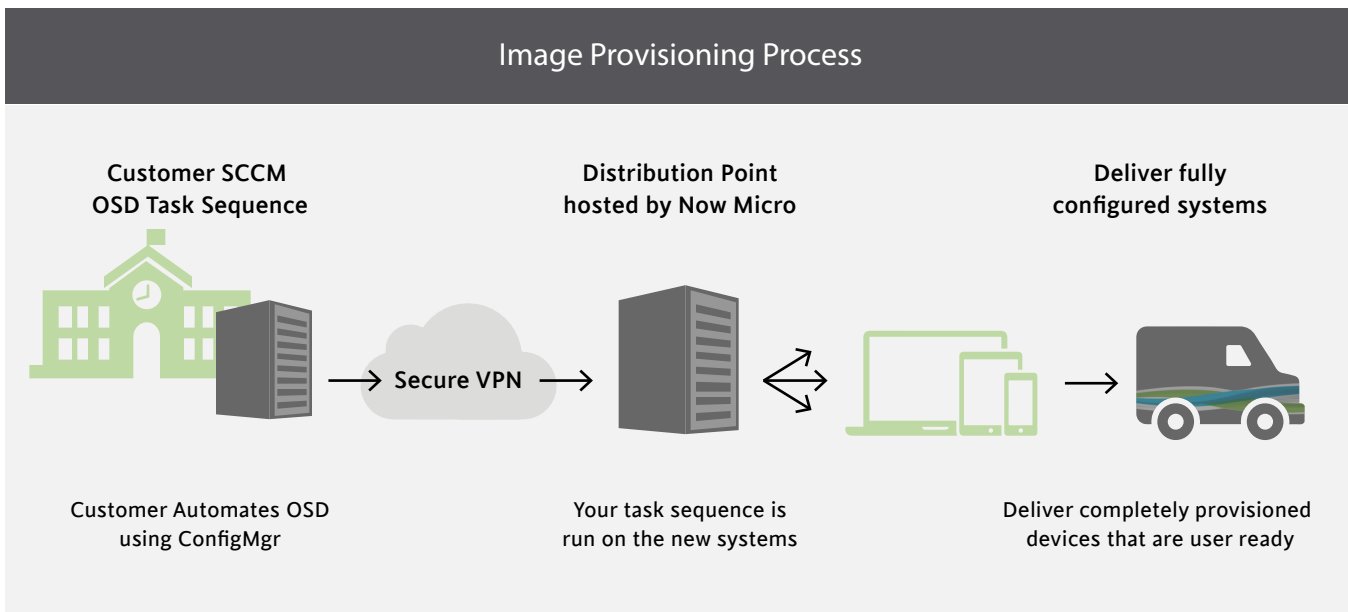 Image Provisioning Process
Customer SCCM
OSD Task Sequence
Distribution Point
hosted by Now Micro
Deliver fully
configured systems
Secure VPN
Customer Automates OSD
using ConfigMgr
Your task sequence is
run on the new systems
Deliver completely provisioned
devices that are user ready